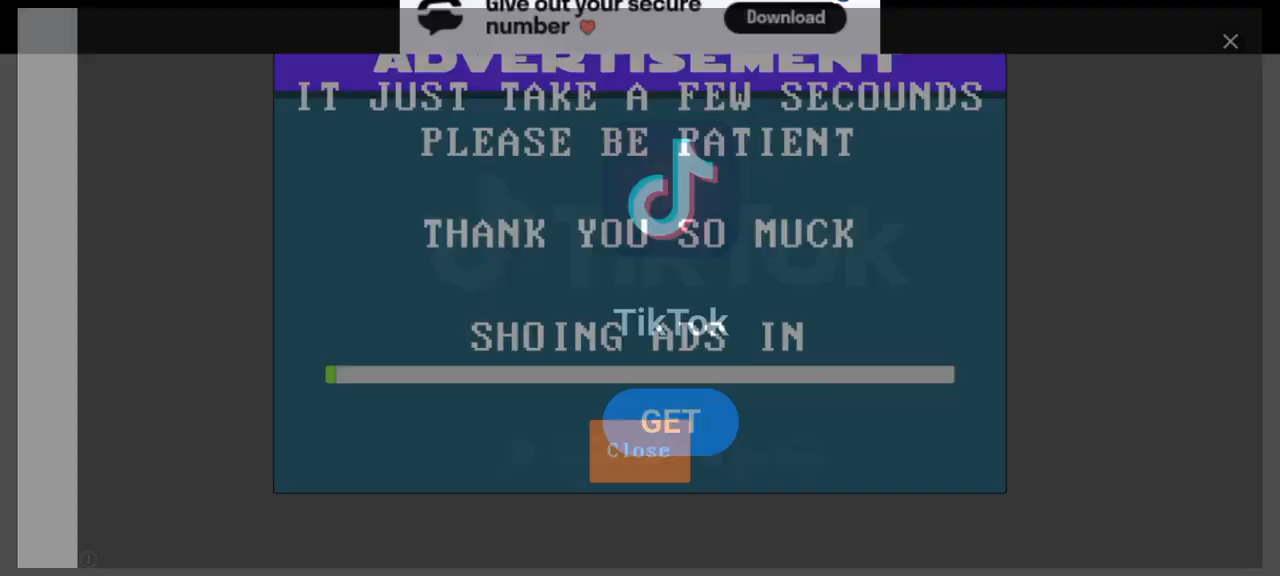 Give out your secure
number
Download
ADVERTISEMENT
IT JUST TAKE A FEW SECOUNDS
PLEASE BE PATIENT
THANK YOU SO MUCK
TikTok
TikTok
SHOING ADS IN
GET
Close